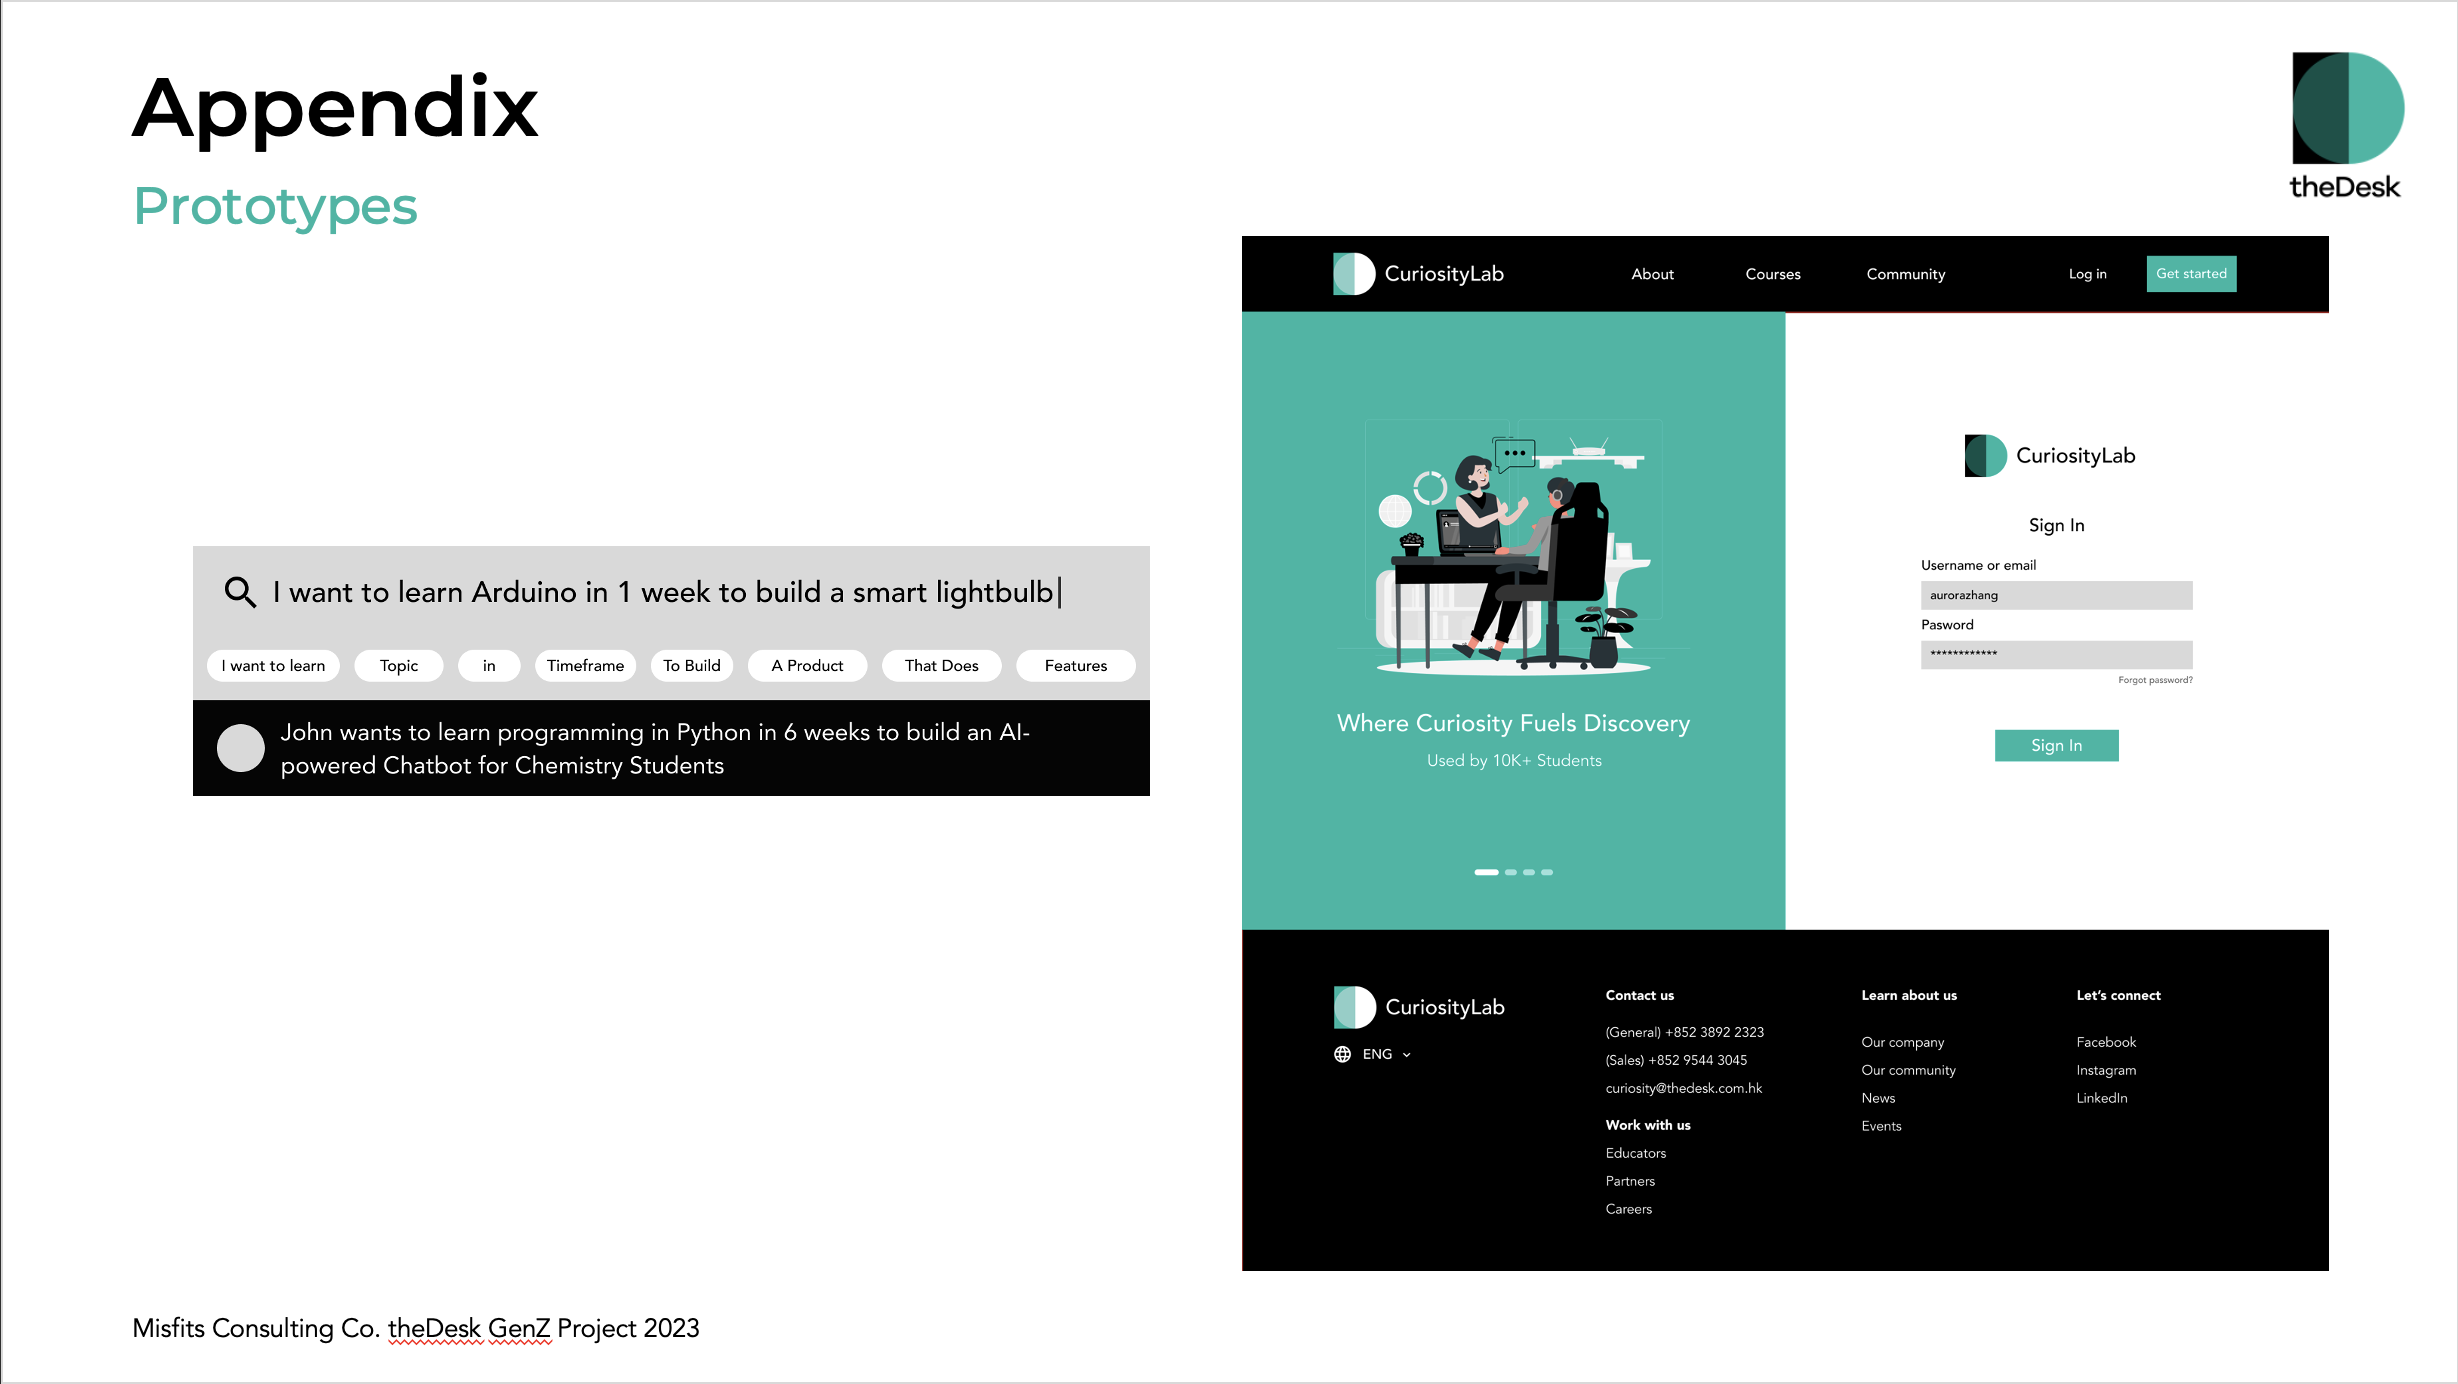 Appendix
Prototypes
theDesk
I want to learn Arduino in 1 week to build a smart lightbulb
I want to learn Topic in Timeframe To Build A Product That Does Features
John wants to learn programming in Python in 6 weeks to build an AI-
powered Chatbot for Chemistry Students
CuriosityLab About Courses Community Log in Get started
Where Curiosity Fuels Discovery
Used by 10K+ Students
CuriosityLab
Sign In
Username or email
aurorazhang
Pasword
************
Forgot password?
Sign In
CuriosityLab
ENG
Contact us
(General) +852 3892 2323
(Sales) +852 9544 3045
curiosity@thedesk.com.hk
Work with us
Educators
Partners
Careers
Learn about us
Our company
Our community
News
Events
Let's connect
Facebook
Instagram
LinkedIn
Misfits Consulting Co. theDesk GenZ Project 2023